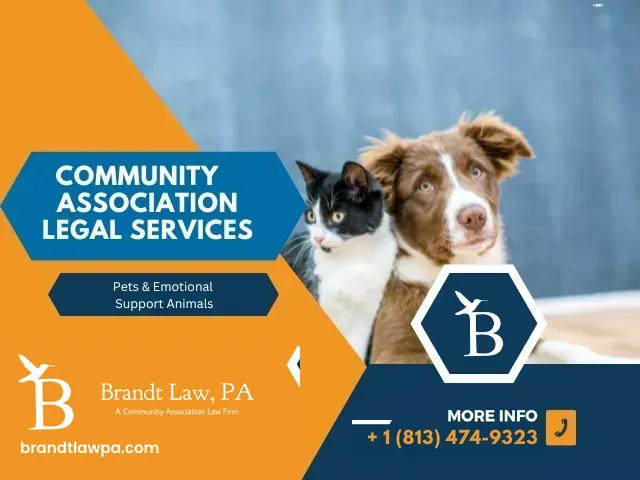 COMMUNITY
ASSOCIATION
LEGAL SERVICES
Pets & Emotional
Support Animals
B
B
Brandt Law, PA
A Community Association Law Firm
brandtlawpa.com
MORE INFO
+ 1 (813) 474-9323